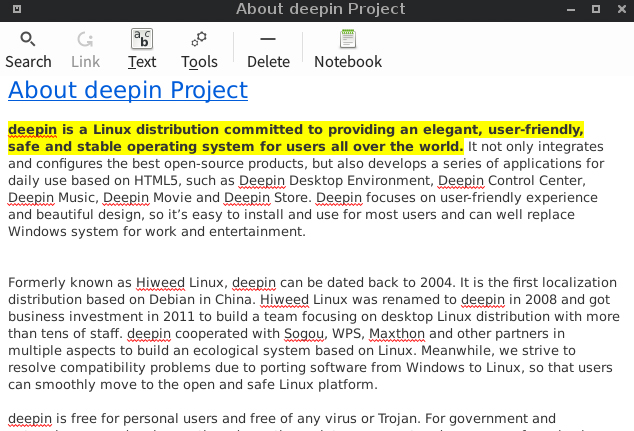 About deepin Project
Search
Link
Text
Tools
Delete
Notebook
About deepin Project
deepin is a Linux distribution committed to providing an elegant, user-friendly,
safe and stable operating system for users all over the world. It not only integrates
and configures the best open-source products, but also develops a series of applications for
daily use based on HTML5, such as Deepin Desktop Environment, Deepin Control Center,
Deepin Music, Deepin Movie and Deepin Store. Deepin focuses on user-friendly experience
and beautiful design, so it’s easy to install and use for most users and can well replace
Windows system for work and entertainment.
Formerly known as Hiweed Linux, deepin can be dated back to 2004. It is the first localization
distribution based on Debian in China. Hiweed Linux was renamed to deepin in 2008 and got
business investment in 2011 to build a team focusing on desktop Linux distribution with more
than tens of staff. deepin cooperated with Sogou, WPS, Maxthon and other partners in
multiple aspects to build an ecological system based on Linux. Meanwhile, we strive to
resolve compatibility problems due to porting software from Windows to Linux, so that users
can smoothly move to the open and safe Linux platform.
deepin is free for personal users and free of any virus or Trojan. For government and